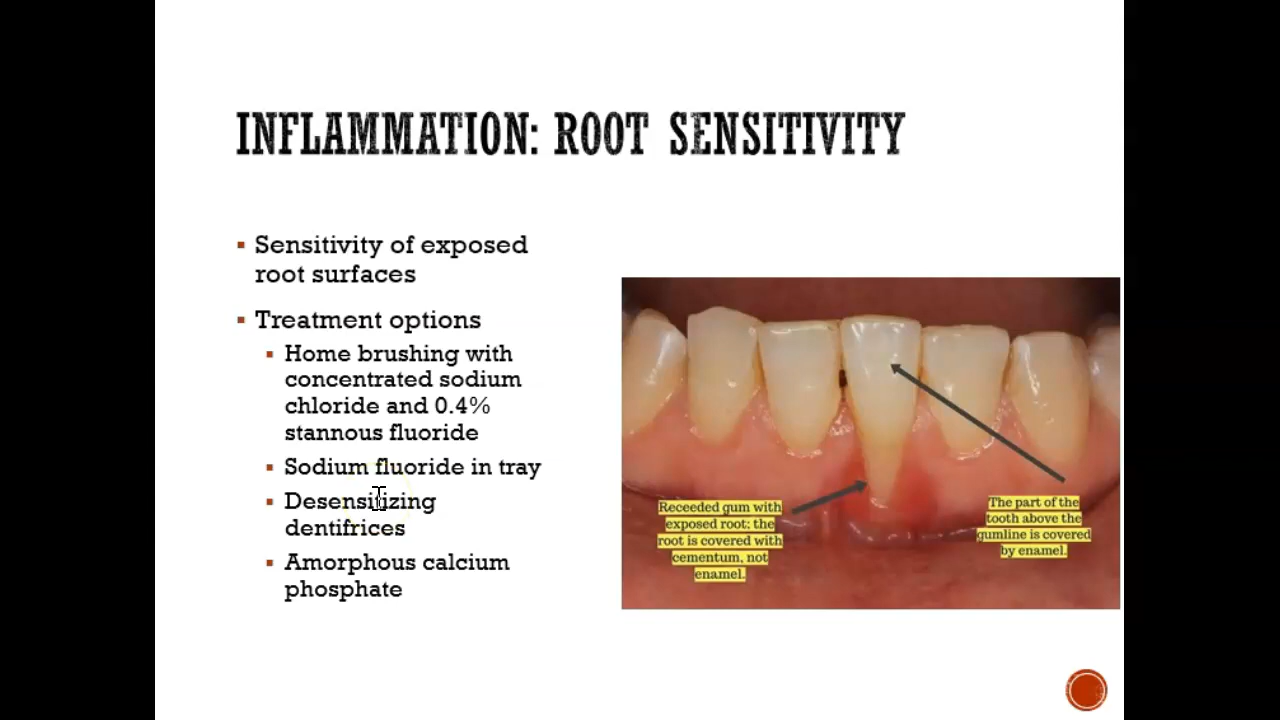 INFLAMMATION: ROOT SENSITIVITY
Sensitivity of exposed
root surfaces
Treatment options
Home brushing with
concentrated sodium
chloride and 0.4%
stannous fluoride
Sodium fluoride in tray
Desensitizing
dentifrices
Amorphous calcium
phosphate
Receeded gum with
exposed root; the
root is covered with
cementum, not
enamel.
The part of the
tooth above the
gumline is covered
by enamel.